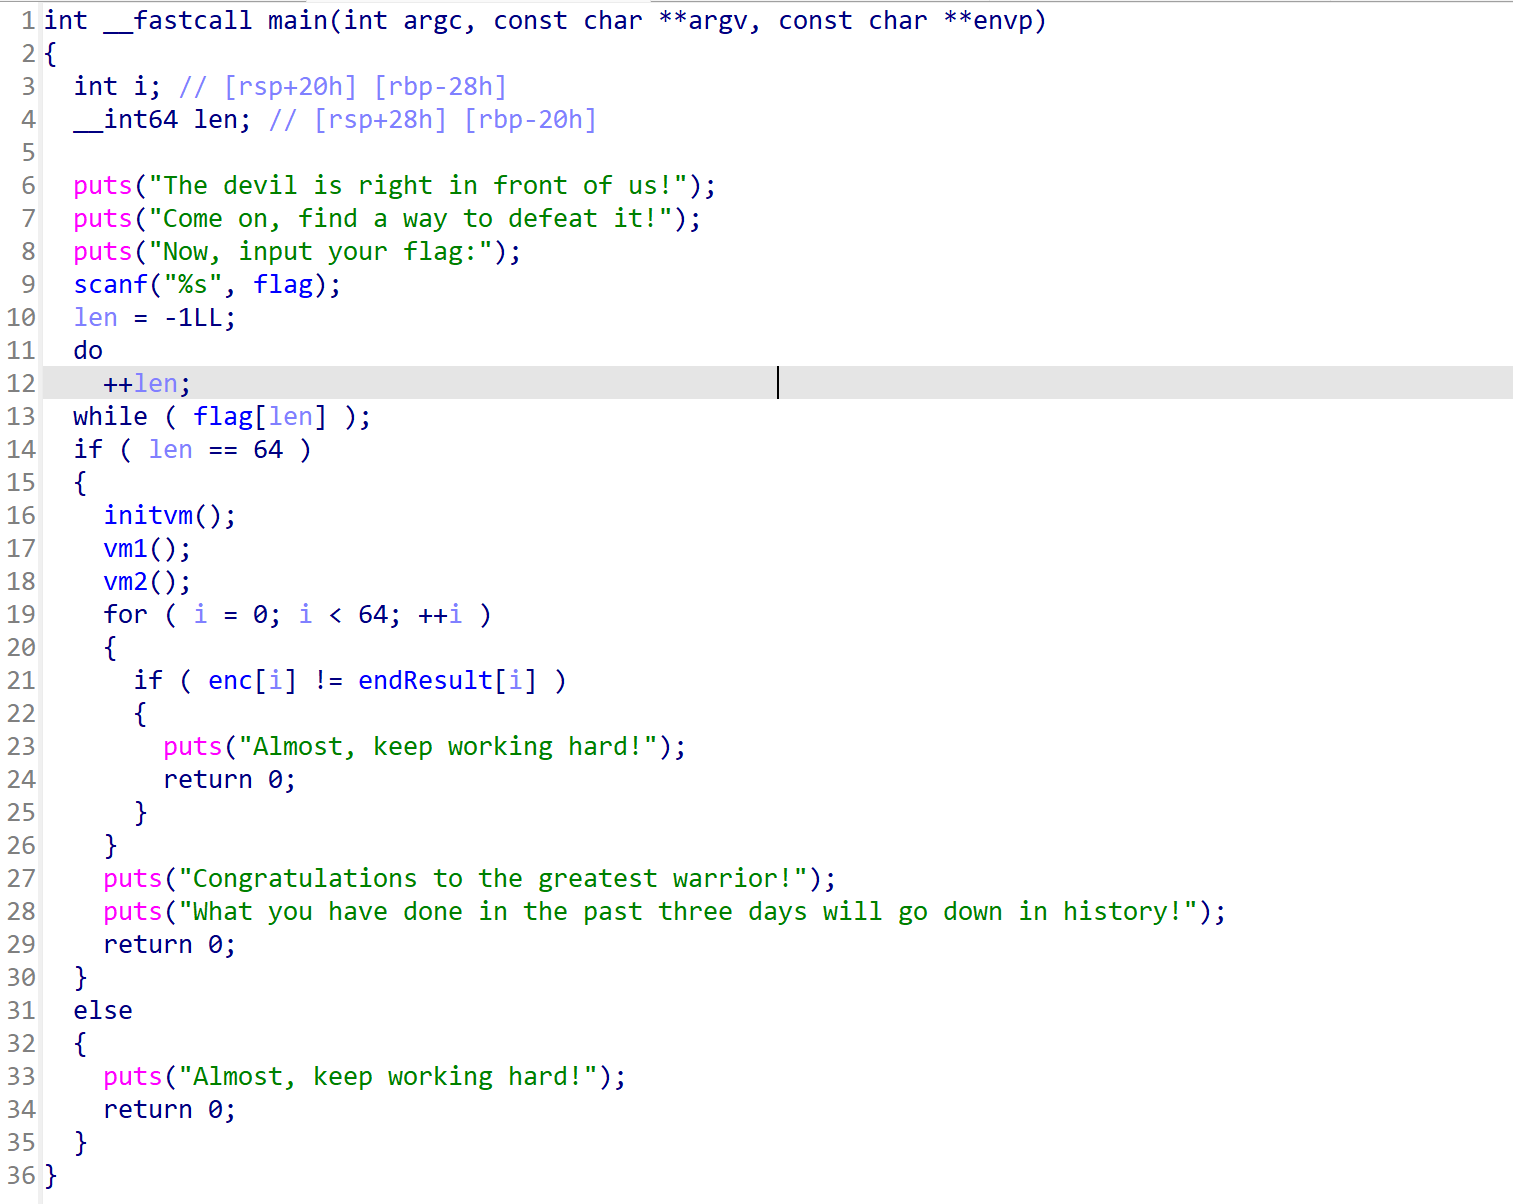 1 int __fastcall main(int argc, const char **argv, const char **envp)
2 {
3   int i; // [rsp+20h] [rbp-28h]
4   __int64 len; // [rsp+28h] [rbp-20h]
5
6   puts("The devil is right in front of us!");
7   puts("Come on, find a way to defeat it!");
8   puts("Now, input your flag:");
9   scanf("%s", flag);
10   len = -1LL;
11   do
12     ++len;
13   while ( flag[len] );
14   if ( len == 64 )
15   {
16     initvm();
17     vm1();
18     vm2();
19     for ( i = 0; i < 64; ++i )
20     {
21       if ( enc[i] != endResult[i] )
22       {
23         puts("Almost, keep working hard!");
24         return 0;
25       }
26     }
27     puts("Congratulations to the greatest warrior!");
28     puts("What you have done in the past three days will go down in history!");
29     return 0;
30   }
31   else
32   {
33     puts("Almost, keep working hard!");
34     return 0;
35   }
36 }